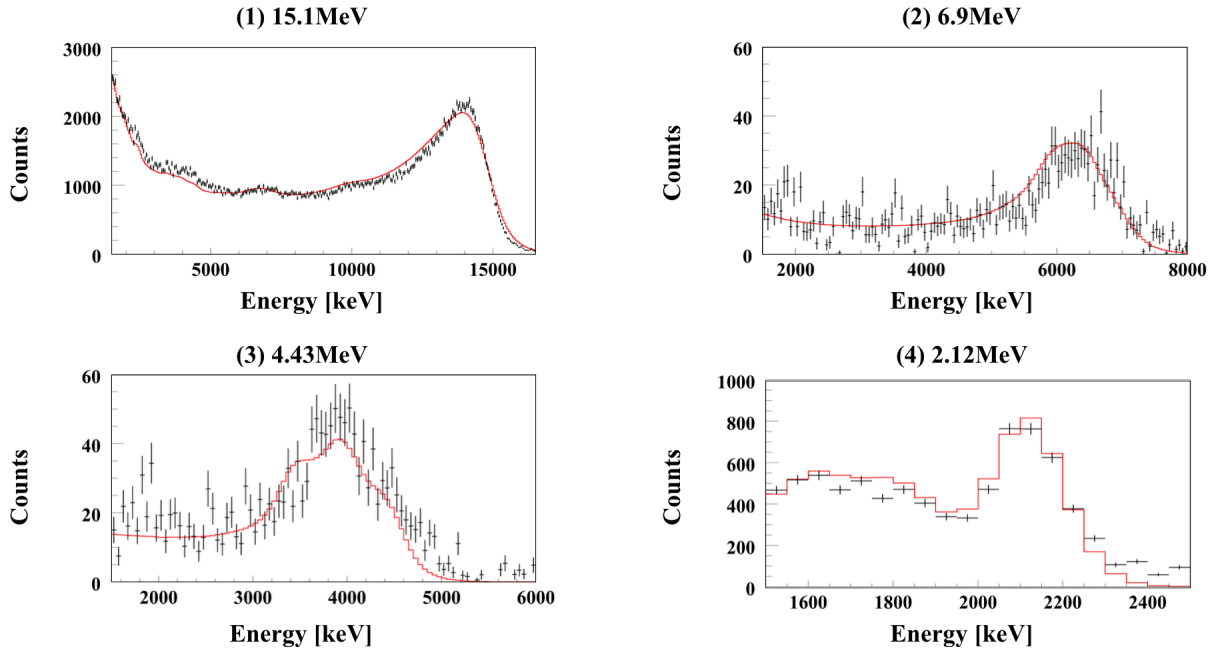 (1) 15.1MeV
3000
2000
1000
0
5000 10000 15000
Counts
Energy [keV]
(2) 6.9MeV
60
40
20
0
2000 4000 6000 8000
Counts
Energy [keV]
(3) 4.43MeV
60
40
20
0
2000 3000 4000 5000 6000
Counts
Energy [keV]
(4) 2.12MeV
1000
800
600
400
200
0
1600 1800 2000 2200 2400
Counts
Energy [keV]